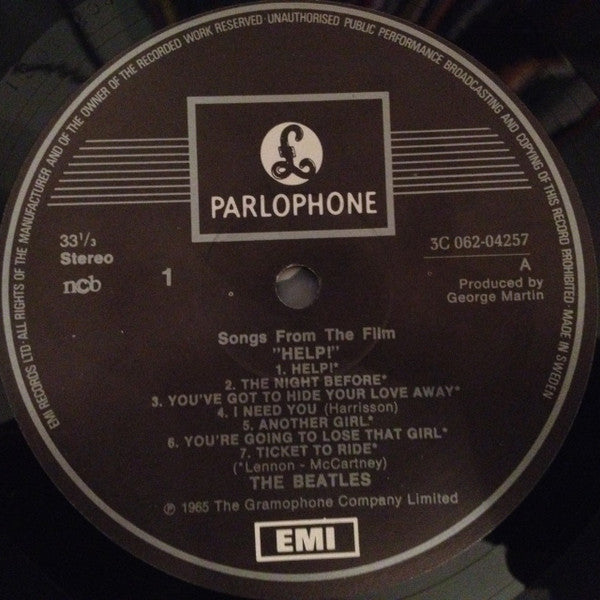 EMI RECORDS LTD ALL RIGHTS OF THE MANUFACTURER AND OF THE OWNER OF THE RECORDED WORK RESERVED · UNAUTHORISED PUBLIC PERFORMANCE BROADCASTING AND COPYING OF THIS RECORD PROHIBITED MADE IN SWEDEN
£
PARLOPHONE
33⅓
Stereo
ncb
1
3C 062-04257
A
Produced by
George Martin
Songs From The Film
"HELP!"
1. HELP!*
2. THE NIGHT BEFORE*
3. YOU'VE GOT TO HIDE YOUR LOVE AWAY*
4. I NEED YOU (Harrisson)
5. ANOTHER GIRL*
6. YOU'RE GOING TO LOSE THAT GIRL*
7. TICKET TO RIDE*
(*Lennon - McCartney)
THE BEATLES
℗ 1965 The Gramophone Company Limited
EMI